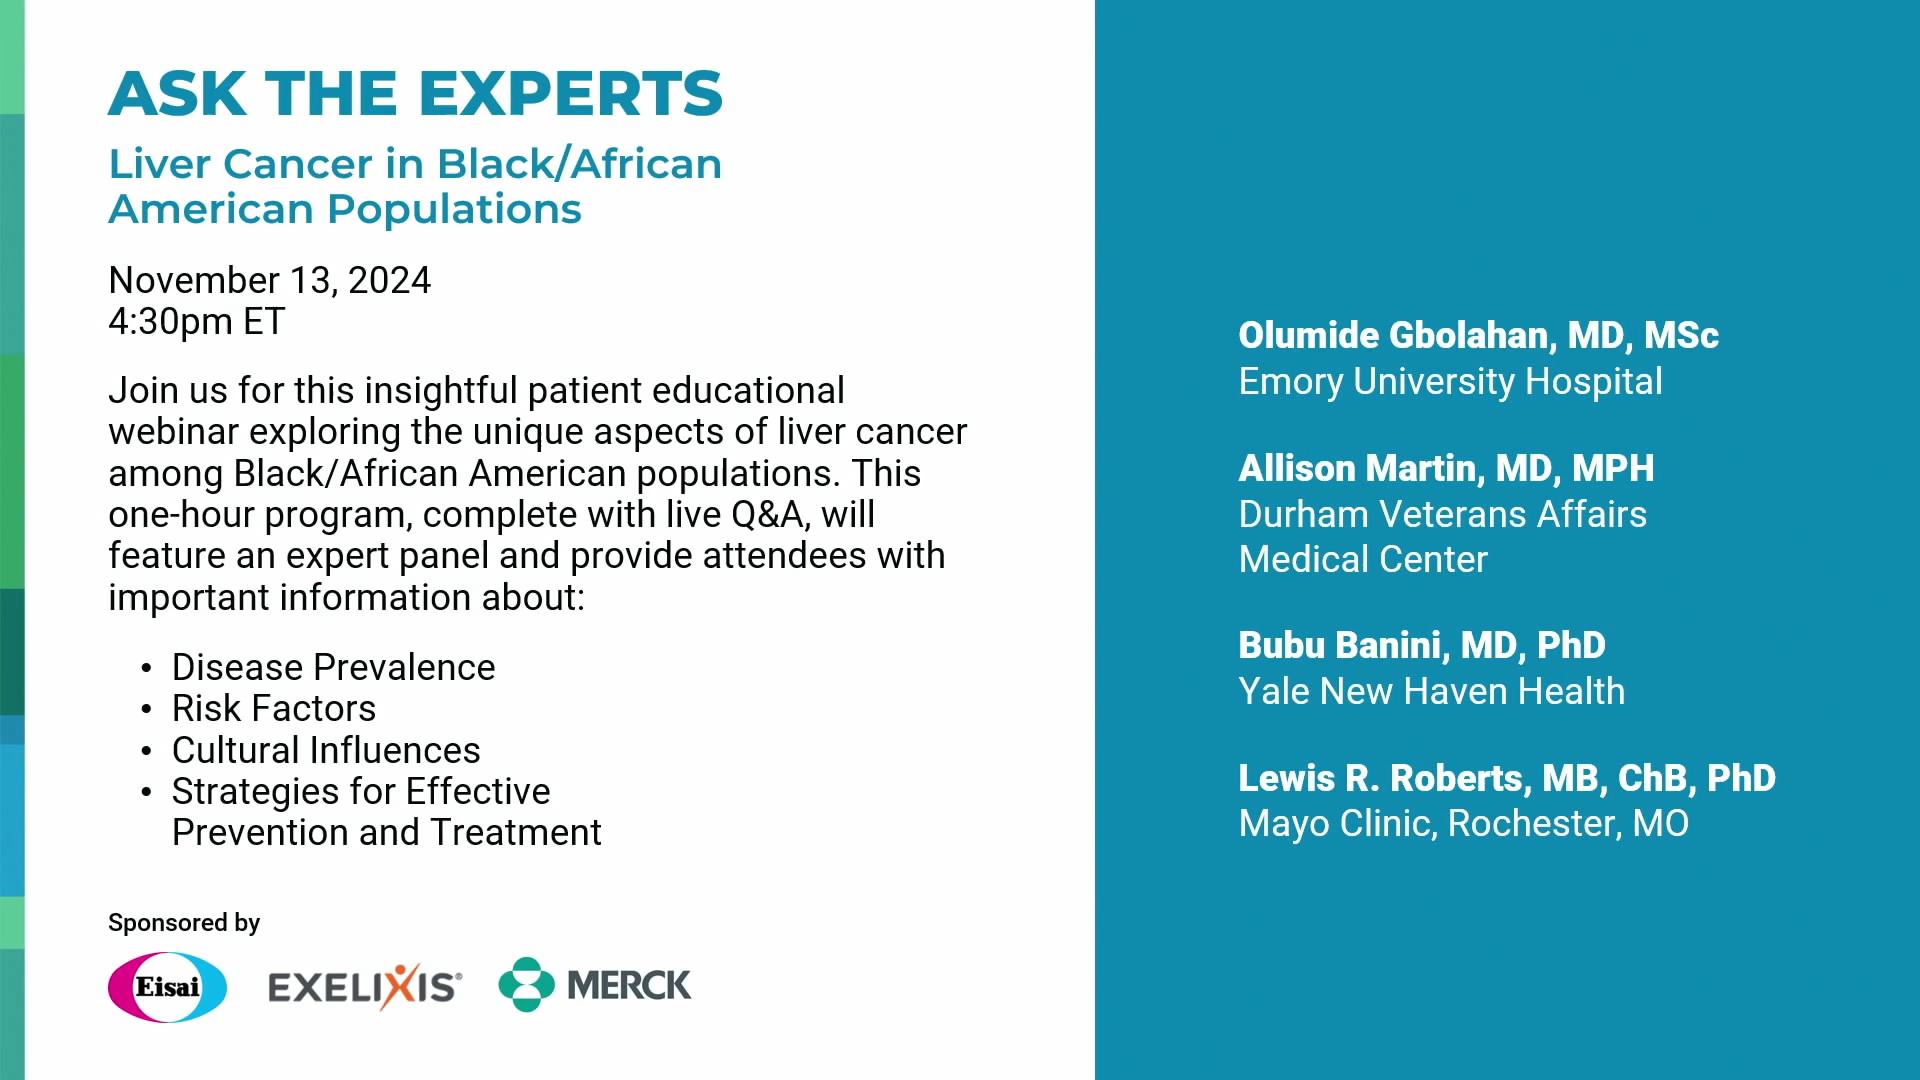 ASK THE EXPERTS
Liver Cancer in Black/African
American Populations
November 13, 2024
4:30pm ET
Join us for this insightful patient educational
webinar exploring the unique aspects of liver cancer
among Black/African American populations. This
one-hour program, complete with live Q&A, will
feature an expert panel and provide attendees with
important information about:
• Disease Prevalence
• Risk Factors
• Cultural Influences
• Strategies for Effective
Prevention and Treatment
Sponsored by
Eisai
EXELIXIS®
MERCK
Olumide Gbolahan, MD, MSc
Emory University Hospital
Allison Martin, MD, MPH
Durham Veterans Affairs
Medical Center
Bubu Banini, MD, PhD
Yale New Haven Health
Lewis R. Roberts, MB, ChB, PhD
Mayo Clinic, Rochester, MO